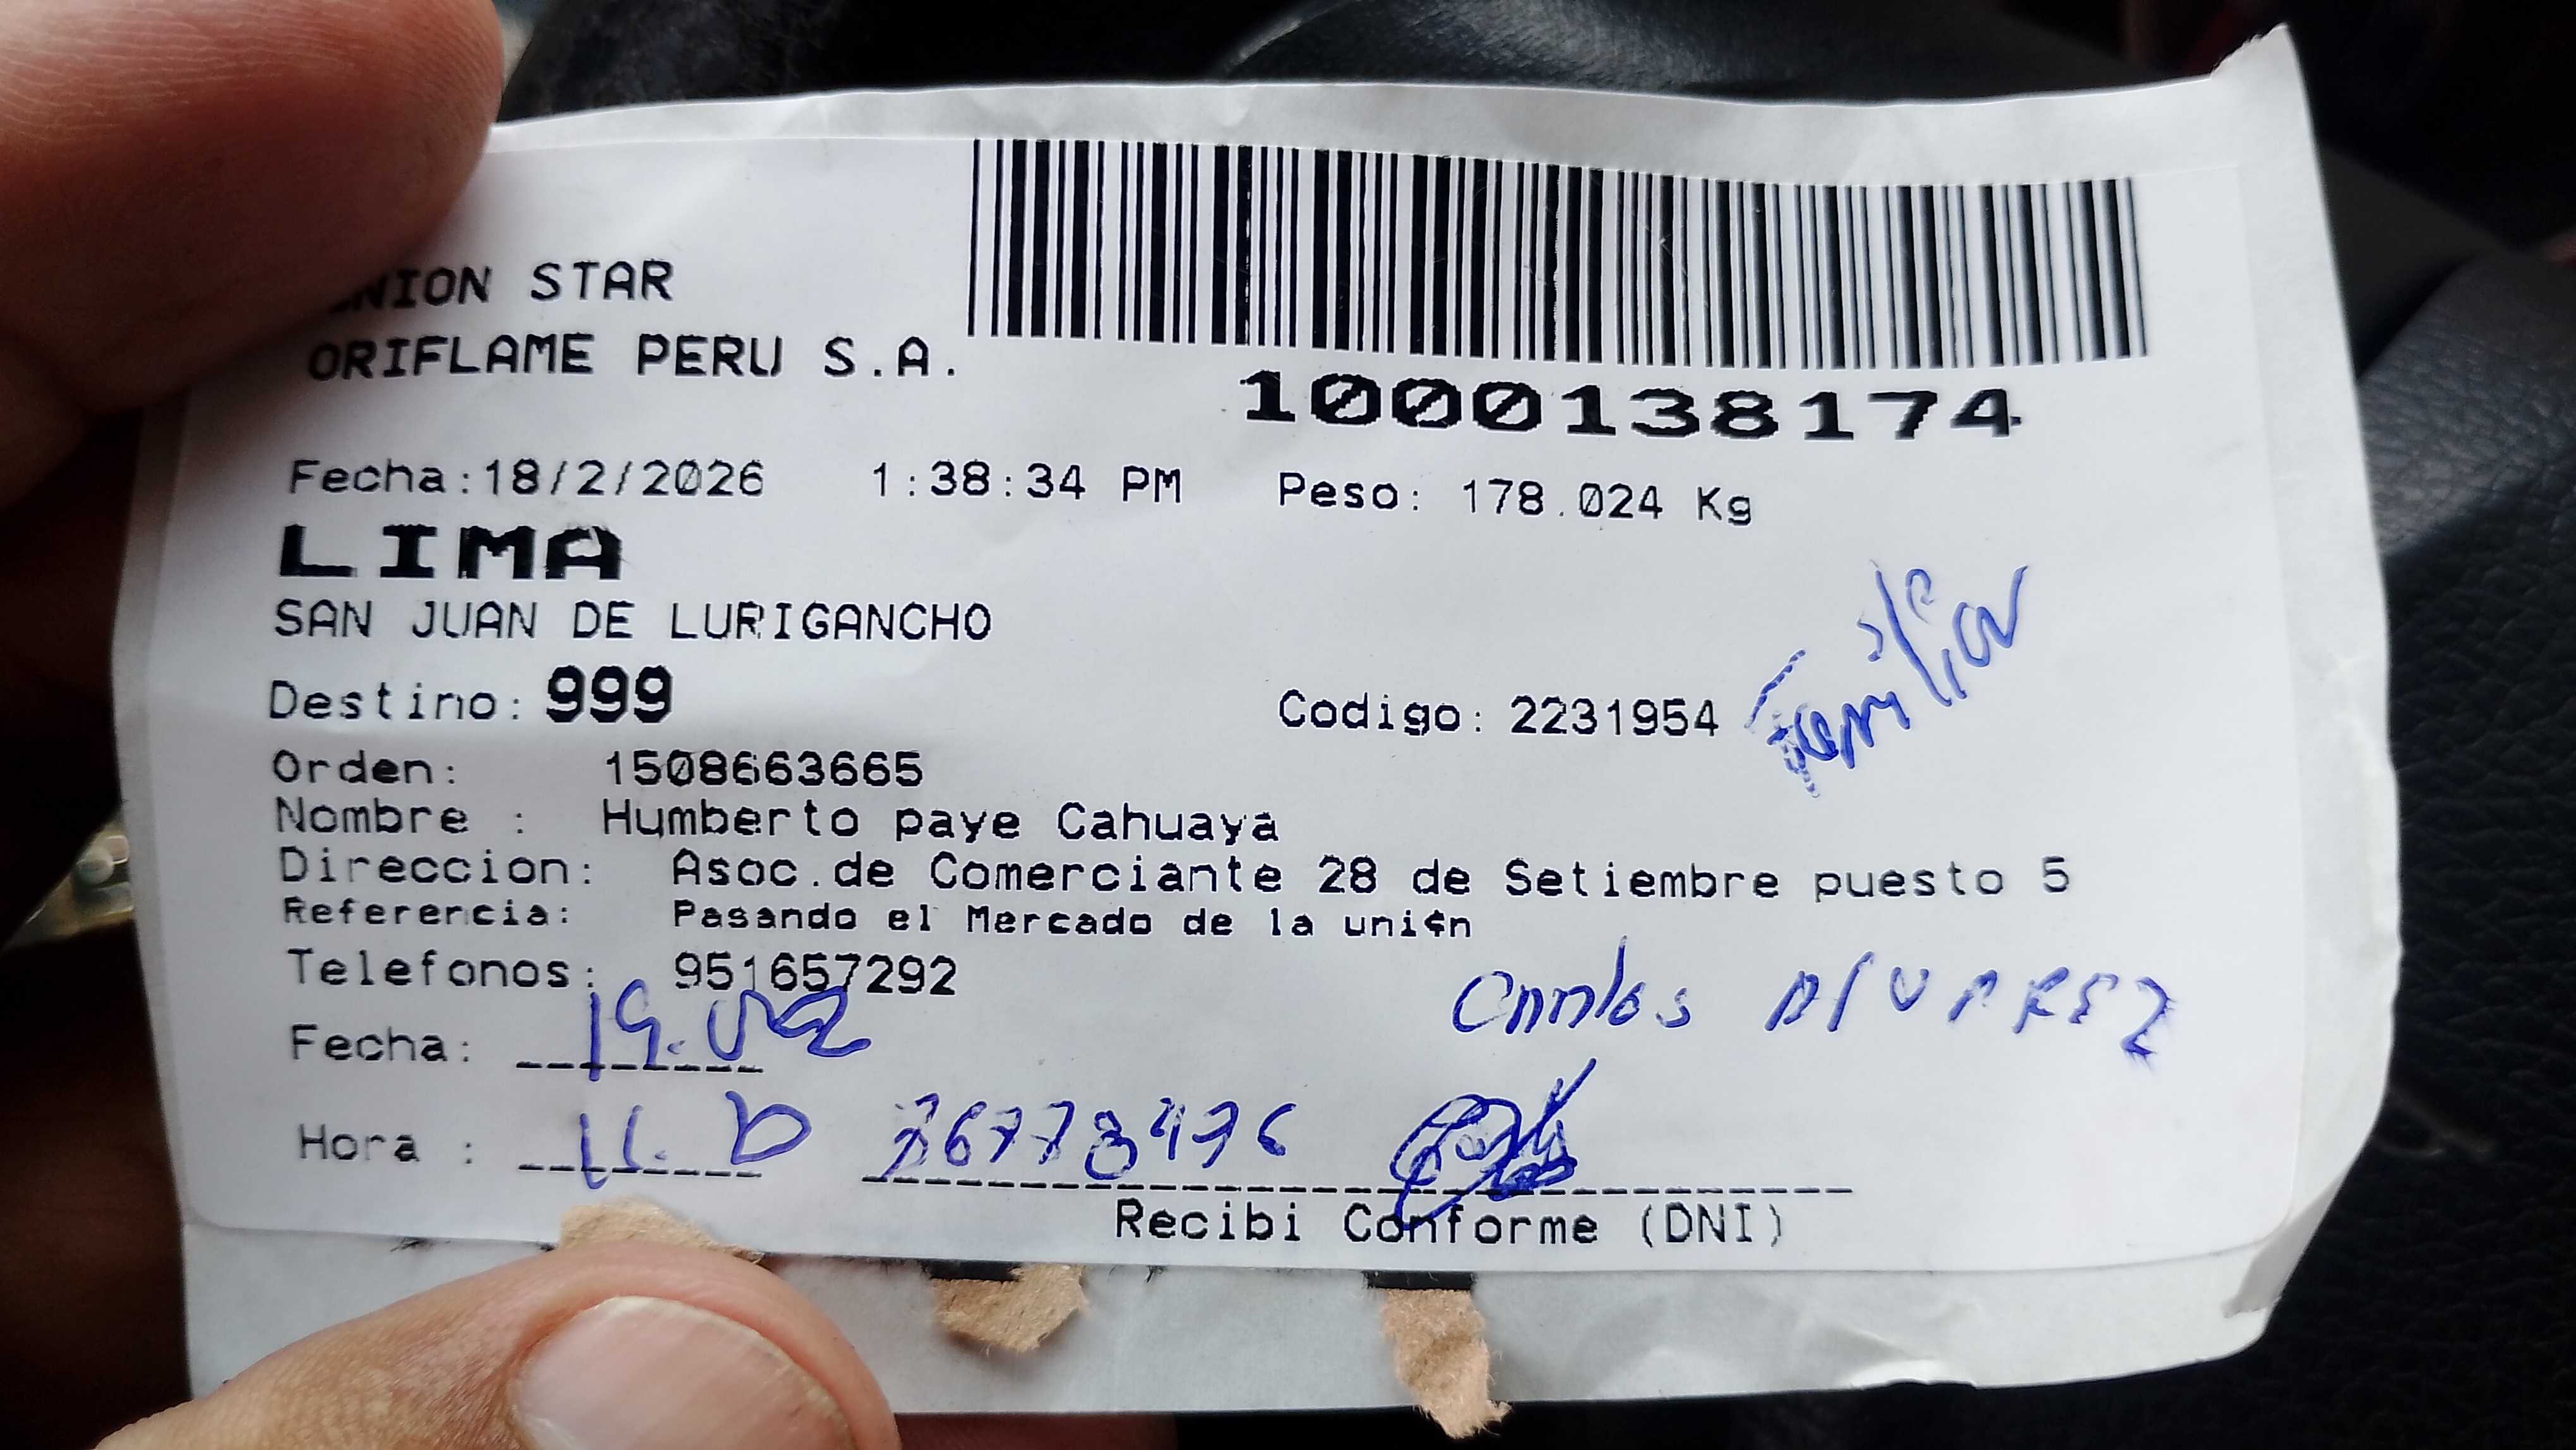 UNION STAR
ORIFLAME PERU S.A.
1000138174
Fecha:18/2/2026 1:38:34 PM Peso: 178.024 Kg
LIMA
SAN JUAN DE LURIGANCHO
Familiar
Destino: 999 Codigo: 2231954
Orden: 1508663665
Nombre : Humberto paye Cahuaya
Direccion: Asoc.de Comerciante 28 de Setiembre puesto 5
Referencia: Pasando el Mercado de la uni¢n
Telefonos: 951657292
Carlos
Fecha: 19.02
Hora :
Recibi Conforme (DNI)